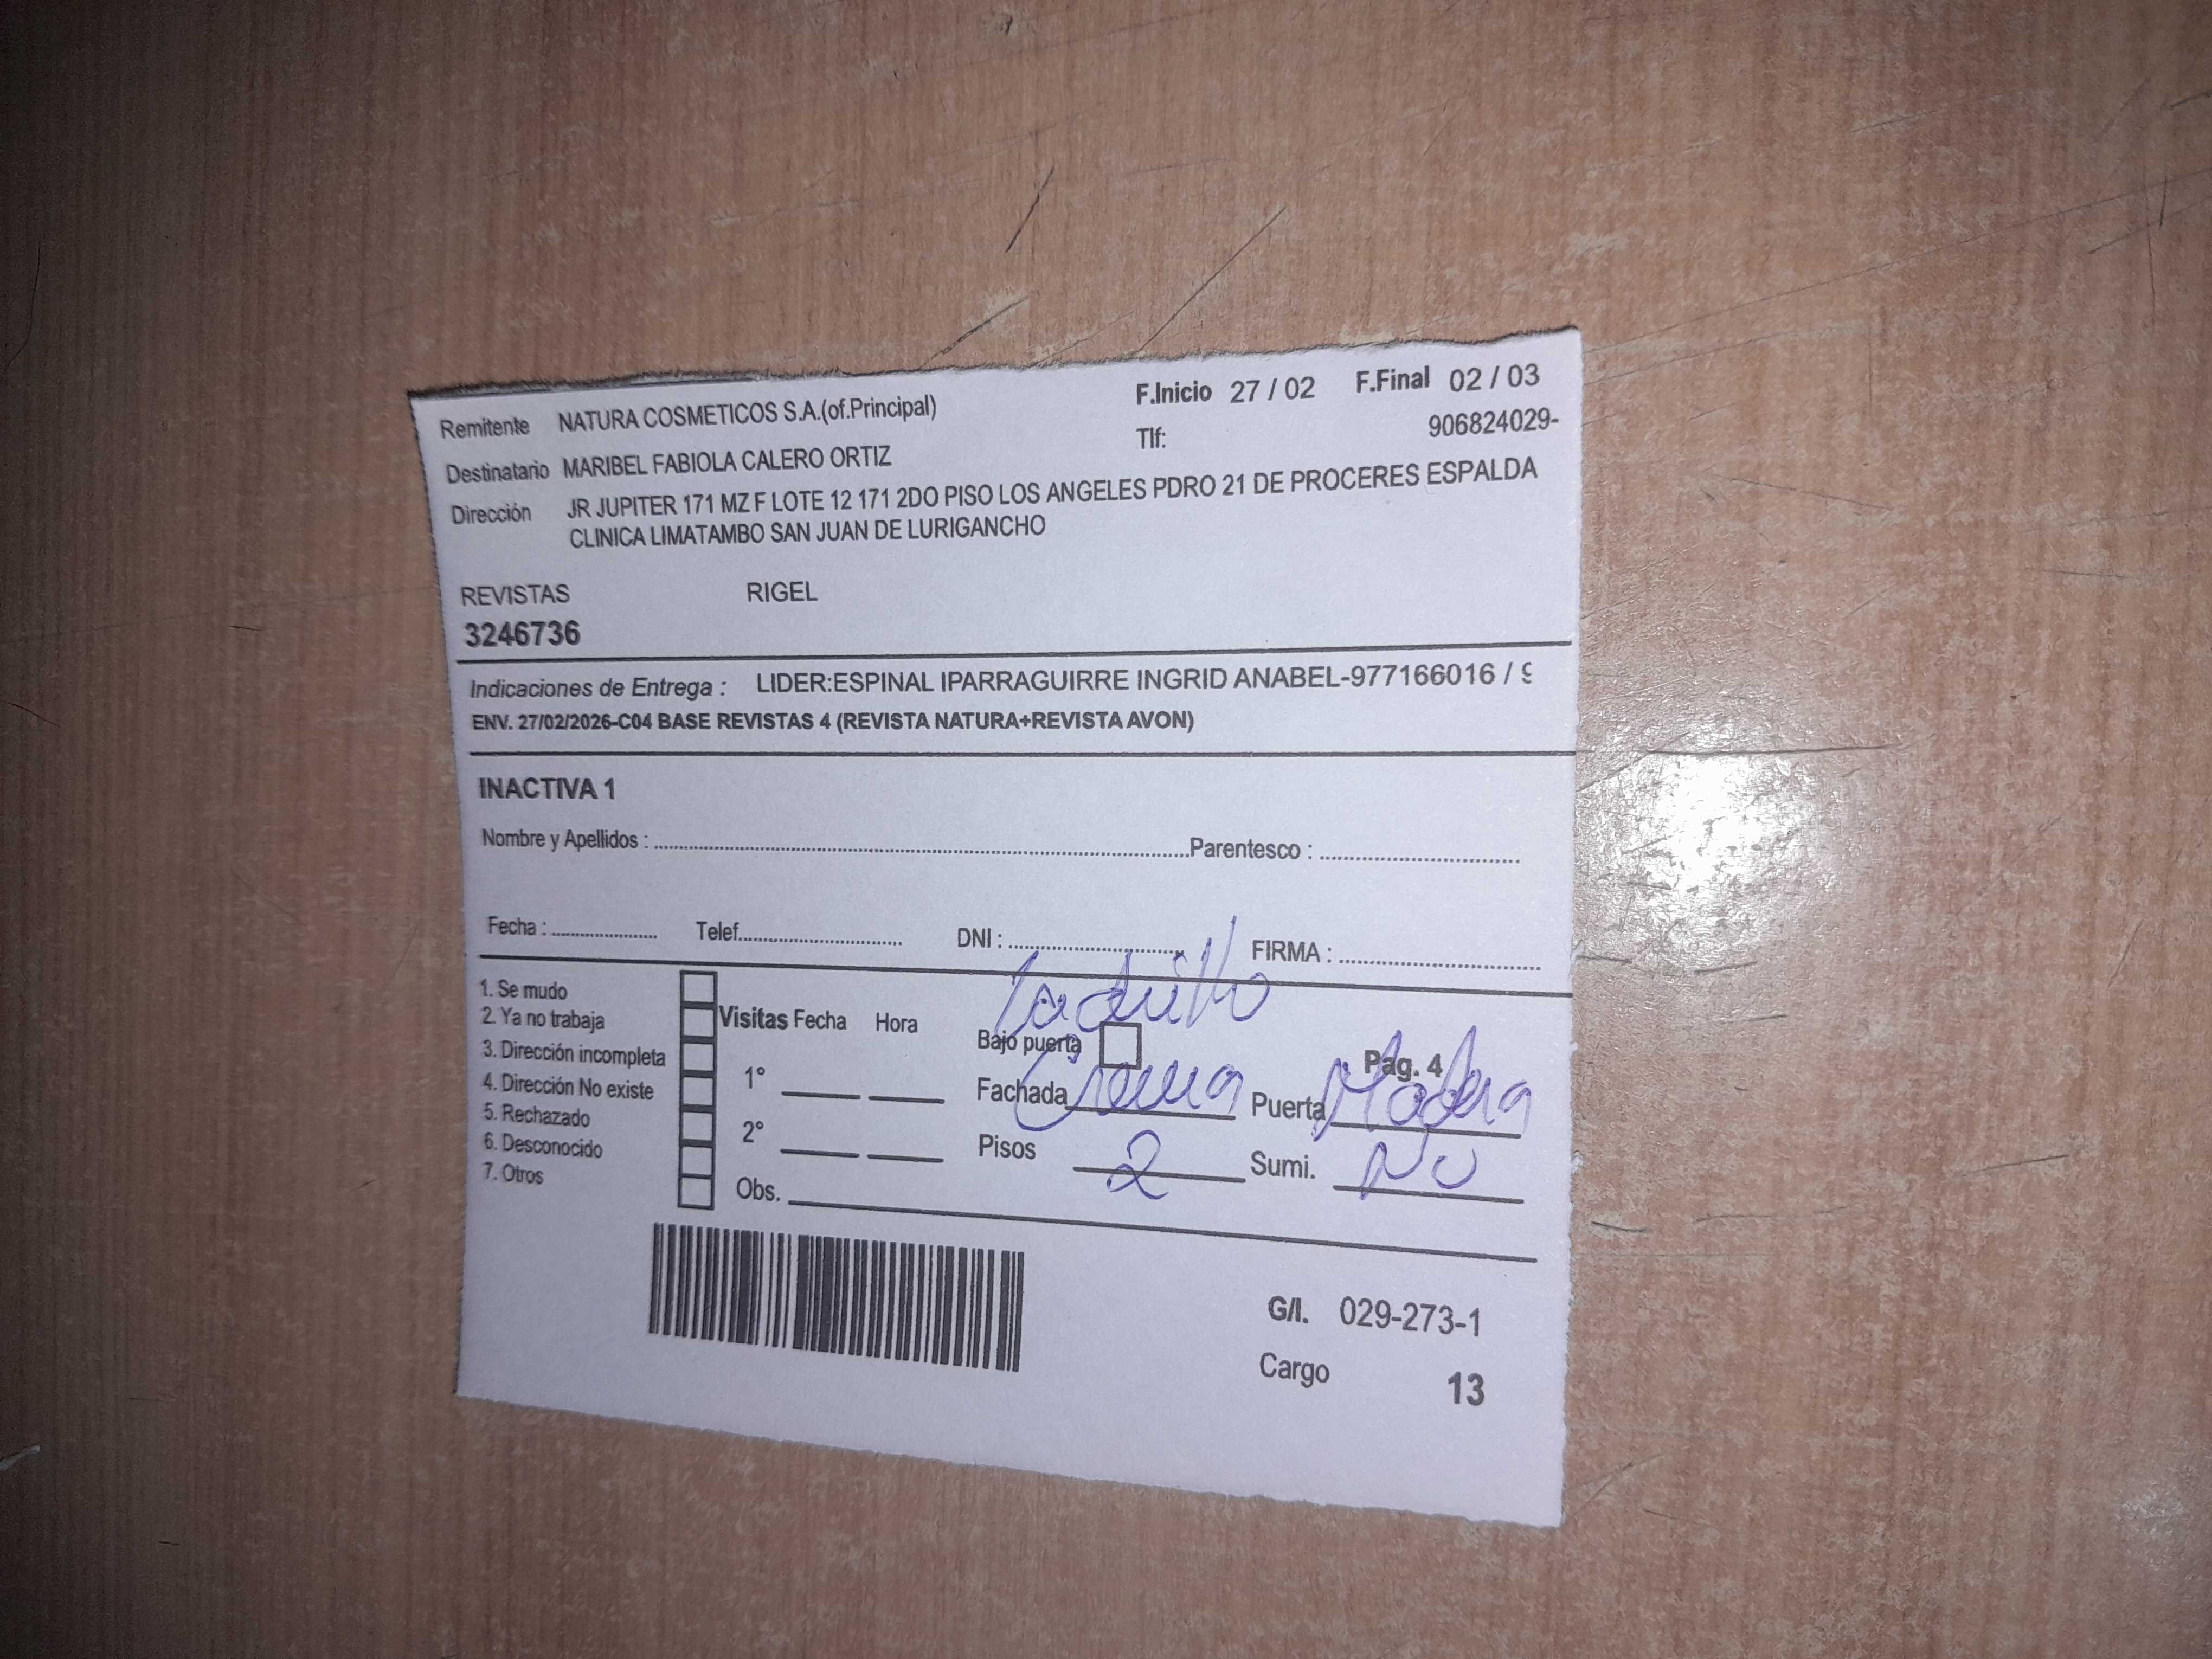 Remitente NATURA COSMETICOS S.A.(of.Principal) F.Inicio 27 / 02 F.Final 02 / 03
Tlf: 906824029-
Destinatario MARIBEL FABIOLA CALERO ORTIZ
Dirección JR JUPITER 171 MZ F LOTE 12 171 2DO PISO LOS ANGELES PDRO 21 DE PROCERES ESPALDA
CLINICA LIMATAMBO SAN JUAN DE LURIGANCHO
REVISTAS RIGEL
3246736
Indicaciones de Entrega : LIDER:ESPINAL IPARRAGUIRRE INGRID ANABEL-977166016 / 9
ENV. 27/02/2026-C04 BASE REVISTAS 4 (REVISTA NATURA+REVISTA AVON)
INACTIVA 1
Nombre y Apellidos : Parentesco :
Fecha : Telef. DNI : FIRMA :
Ladrillo
1. Se mudo
2. Ya no trabaja
3. Dirección incompleta
4. Dirección No existe
5. Rechazado
6. Desconocido
7. Otros
Visitas Fecha Hora
1°
2°
Obs.
Bajo puerta Pag. 4
Fachada Crema Puerta Madera
Pisos 2 Sumi. NO
G/I. 029-273-1
Cargo 13